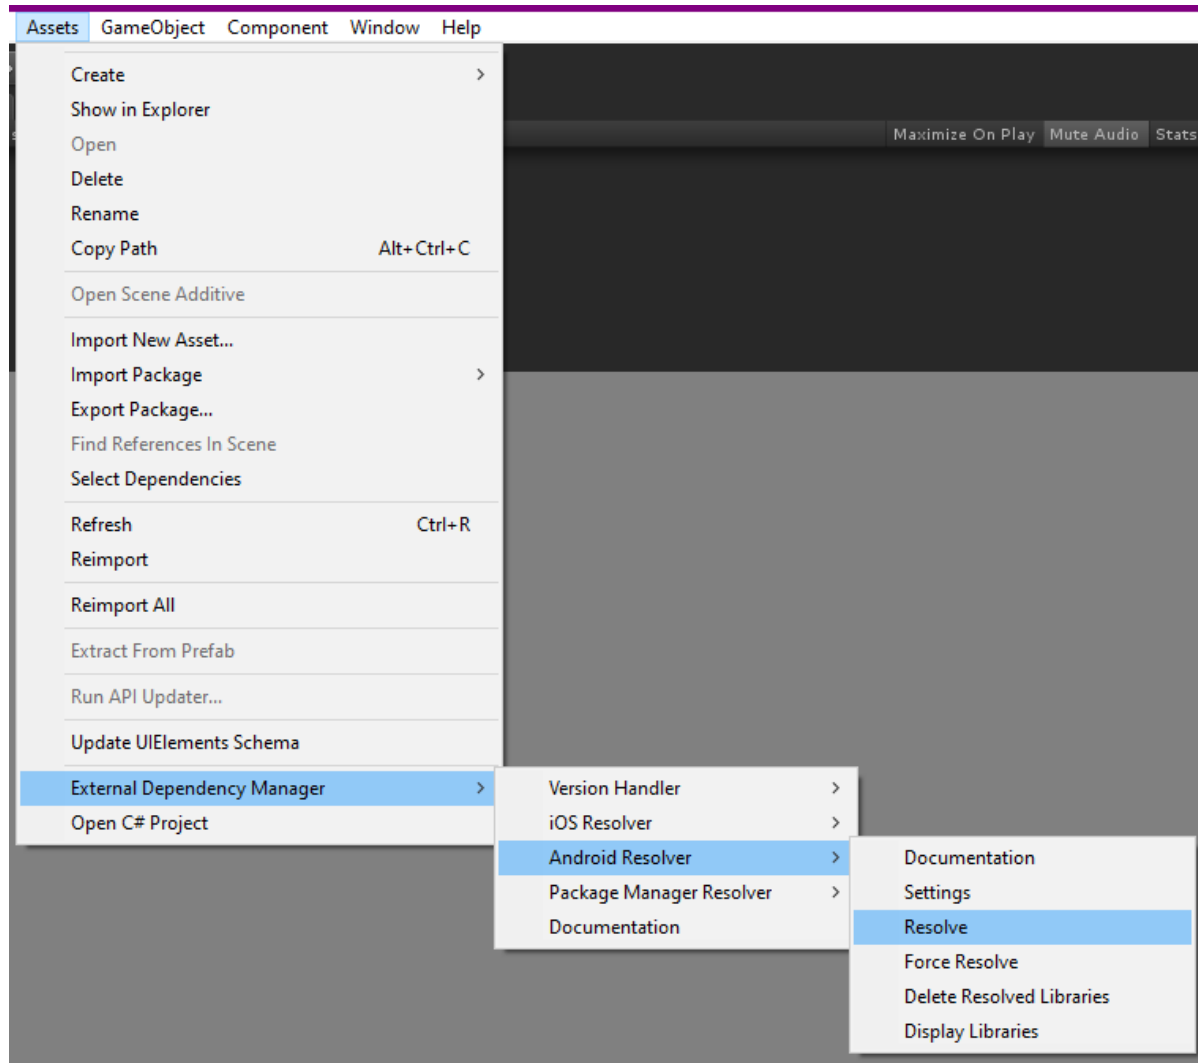 Assets GameObject Component Window Help
Create
Show in Explorer
Maximize On Play Mute Audio Stats
Open
Delete
Rename
Copy Path Alt+Ctrl+C
Open Scene Additive
Import New Asset...
Import Package
Export Package...
Find References In Scene
Select Dependencies
Refresh Ctrl+R
Reimport
Reimport All
Extract From Prefab
Run API Updater...
Update UIElements Schema
External Dependency Manager
Open C# Project
Version Handler
iOS Resolver
Android Resolver
Package Manager Resolver
Documentation
Documentation
Settings
Resolve
Force Resolve
Delete Resolved Libraries
Display Libraries